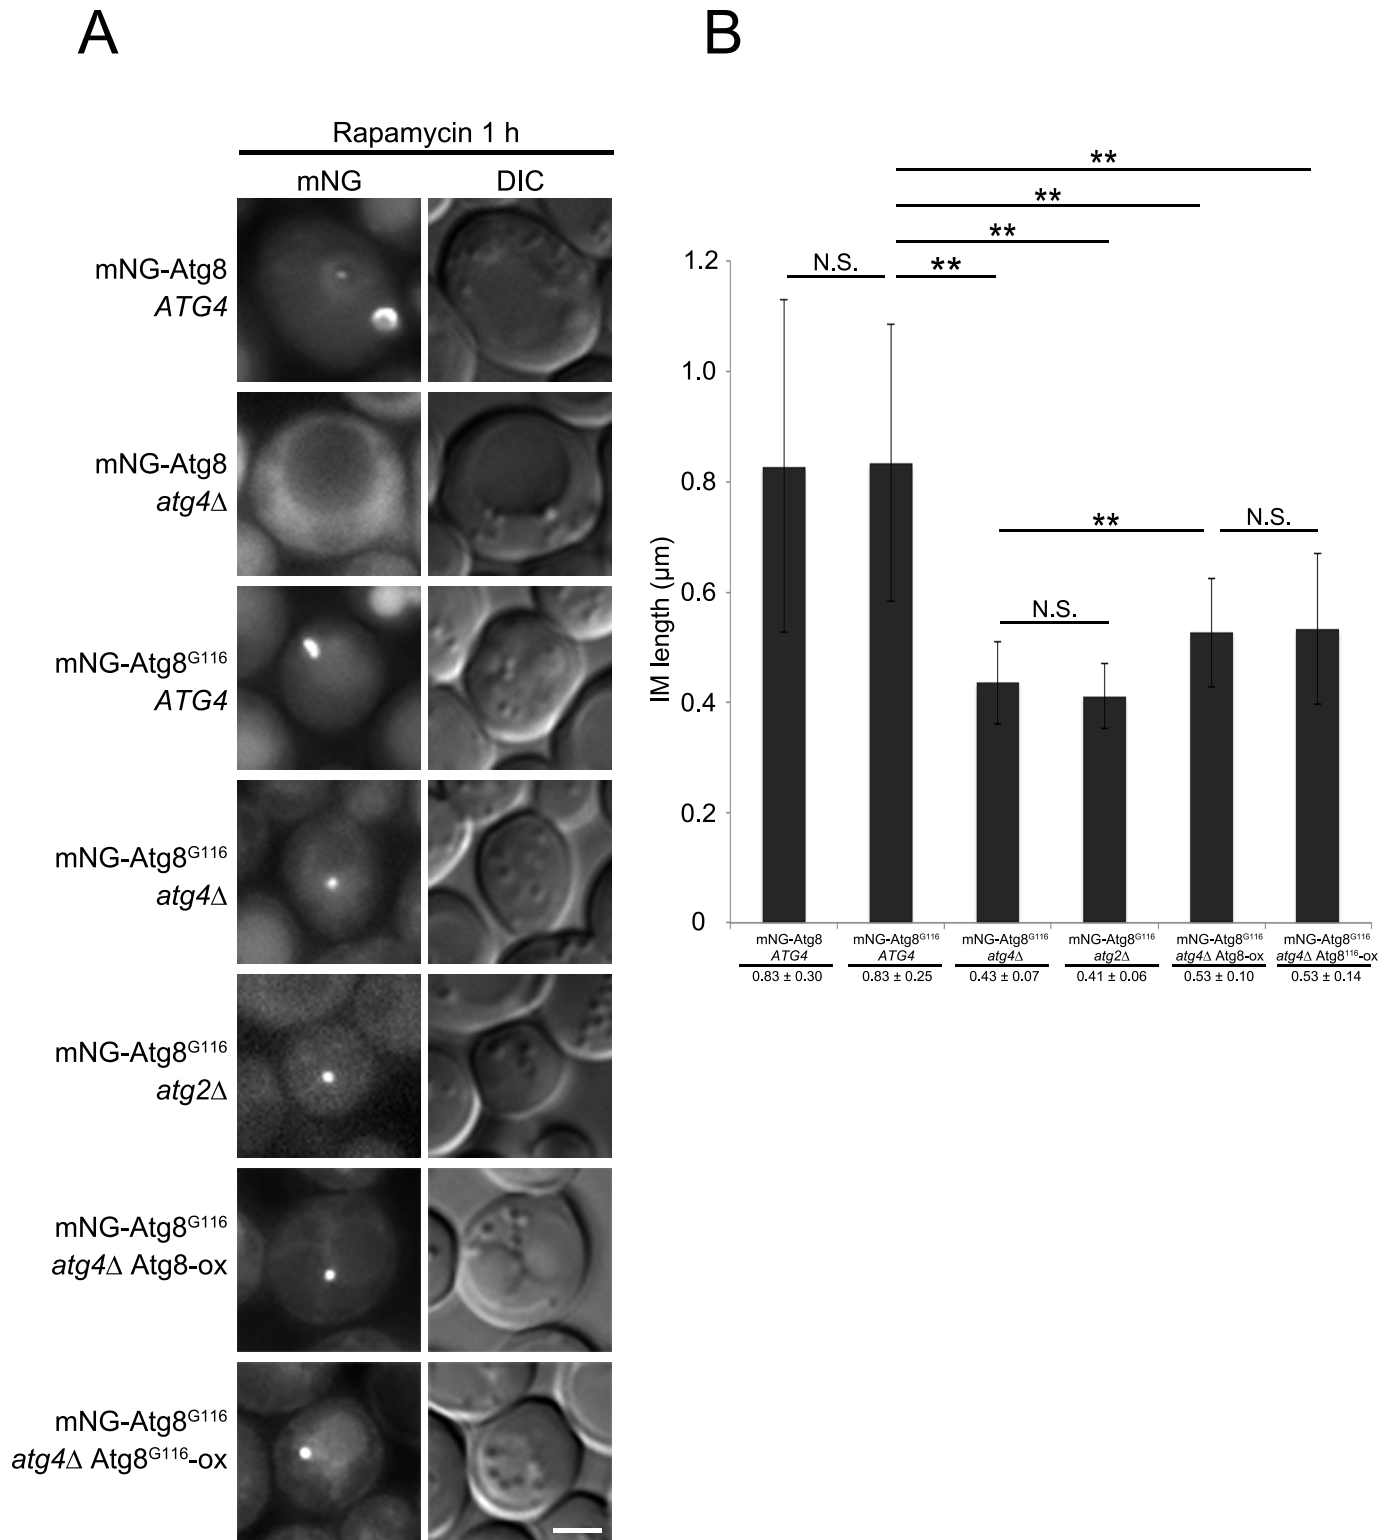 A
B
Rapamycin 1 h
mNG DIC
mNG-Atg8
ATG4
mNG-Atg8
atg4Δ
mNG-Atg8ᴳ¹¹⁶
ATG4
mNG-Atg8ᴳ¹¹⁶
atg4Δ
mNG-Atg8ᴳ¹¹⁶
atg2Δ
mNG-Atg8ᴳ¹¹⁶
atg4Δ Atg8-ox
mNG-Atg8ᴳ¹¹⁶
atg4Δ Atg8ᴳ¹¹⁶-ox
**
**
**
N.S. **
** N.S.
N.S.
IM length (µm)
1.2
1.0
0.8
0.6
0.4
0.2
0
mNG-Atg8
ATG4
0.83 ± 0.30
mNG-Atg8ᴳ¹¹⁶
ATG4
0.83 ± 0.25
mNG-Atg8ᴳ¹¹⁶
atg4Δ
0.43 ± 0.07
mNG-Atg8ᴳ¹¹⁶
atg2Δ
0.41 ± 0.06
mNG-Atg8ᴳ¹¹⁶
atg4Δ Atg8-ox
0.53 ± 0.10
mNG-Atg8ᴳ¹¹⁶
atg4Δ Atg8¹¹⁶-ox
0.53 ± 0.14